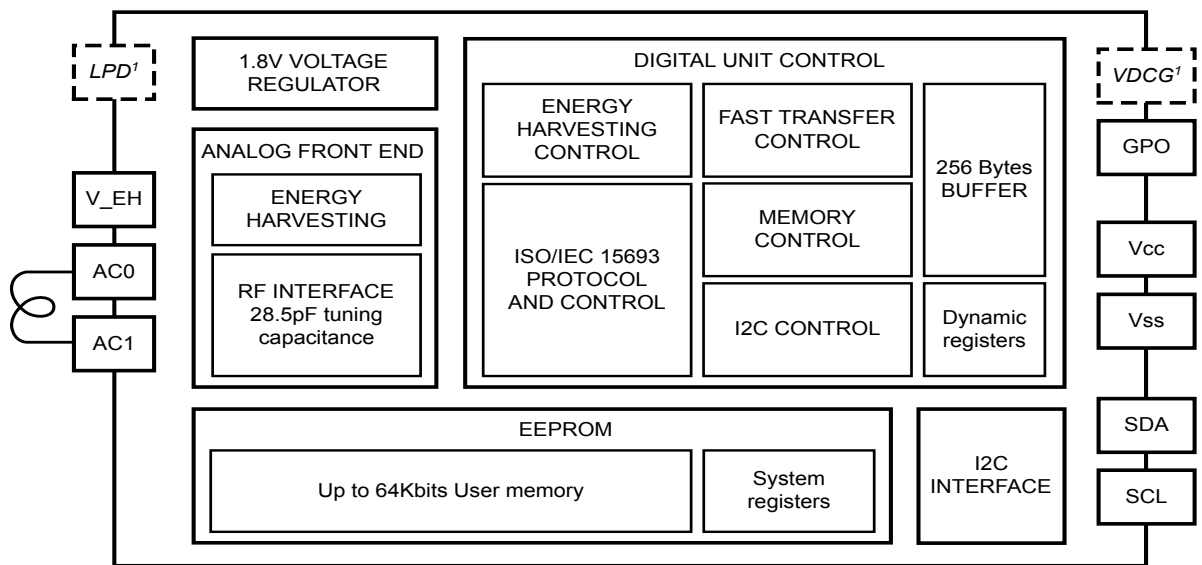 LPD¹
V_EH
AC0
AC1
1.8V VOLTAGE
REGULATOR
ANALOG FRONT END
ENERGY
HARVESTING
RF INTERFACE
28.5pF tuning
capacitance
DIGITAL UNIT CONTROL
ENERGY
HARVESTING
CONTROL
FAST TRANSFER
CONTROL
256 Bytes
BUFFER
ISO/IEC 15693
PROTOCOL
AND CONTROL
MEMORY
CONTROL
I2C CONTROL
Dynamic
registers
EEPROM
Up to 64Kbits User memory
System
registers
I2C
INTERFACE
VDCG¹
GPO
Vcc
Vss
SDA
SCL